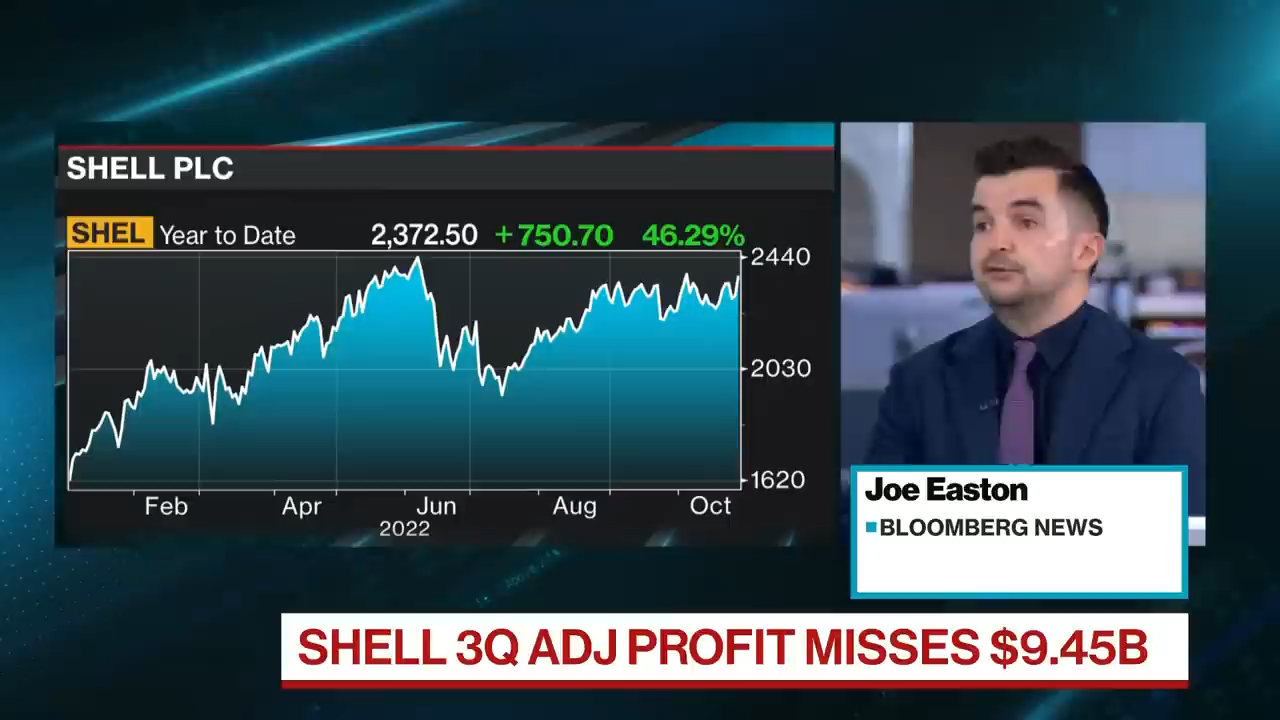 SHELL PLC
SHEL Year to Date 2,372.50 +750.70 46.29%
2440
2030
1620
Feb Apr Jun Aug Oct
2022
Joe Easton
BLOOMBERG NEWS
SHELL 3Q ADJ PROFIT MISSES $9.45B